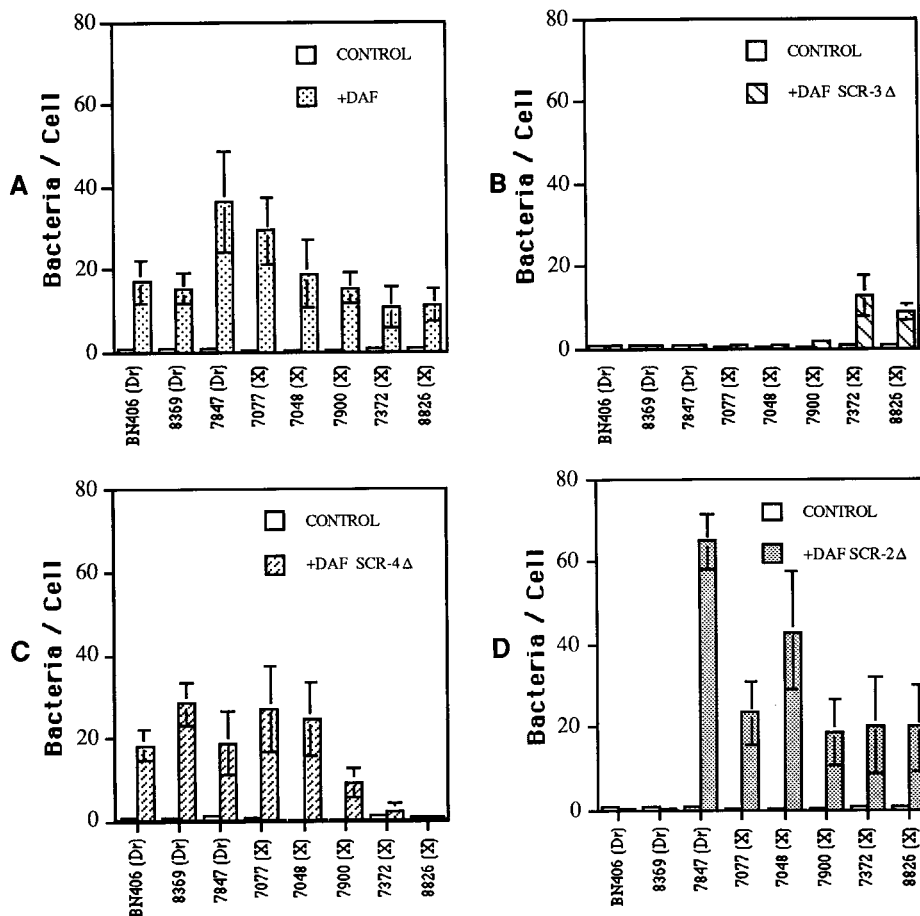 A
Bacteria / Cell
80
60
40
20
0
CONTROL
+DAF
BN406 (Dr)
8369 (Dr)
7847 (Dr)
7077 (X)
7048 (X)
7900 (X)
7372 (X)
8826 (X)
B
Bacteria / Cell
80
60
40
20
0
CONTROL
+DAF SCR-3 Δ
BN406 (Dr)
8369 (Dr)
7847 (Dr)
7077 (X)
7048 (X)
7900 (X)
7372 (X)
8826 (X)
C
Bacteria / Cell
80
60
40
20
0
CONTROL
+DAF SCR-4 Δ
BN406 (Dr)
8369 (Dr)
7847 (Dr)
7077 (X)
7048 (X)
7900 (X)
7372 (X)
8826 (X)
D
Bacteria / Cell
80
60
40
20
0
CONTROL
+DAF SCR-2 Δ
BN406 (Dr)
8369 (Dr)
7847 (Dr)
7077 (X)
7048 (X)
7900 (X)
7372 (X)
8826 (X)